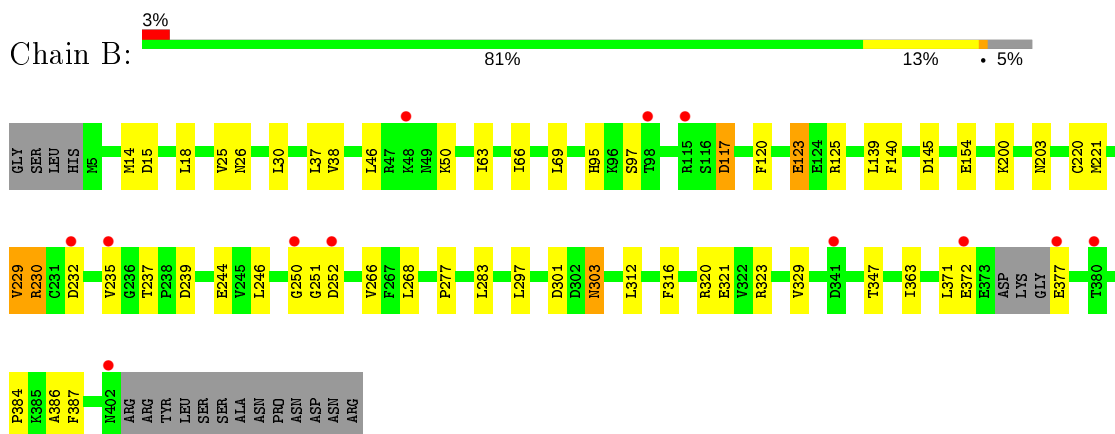 3%
Chain B:
81% 13% • 5%
GLY SER LEU HIS M5 M14 D15 L18 V25 N26 L30 L37 V38 L46 R47 K48 N49 K50 I63 I66 L69 H95 K96 S97 T98 R115 S116 D117 F120 E123 E124 R125 L139 F140 D145 E154 K200 N203 C220 M221
V229 R230 C231 D232 V235 G236 T237 P238 D239 E244 V245 L246 G250 G251 D252 V266 F267 L268 P277 L283 L297 D301 D302 N303 L312 F316 R320 E321 V322 R323 V329 D341 T347 I363 L371 E372 E373 ASP LYS GLY E377 T380
P384 K385 A386 F387 N402 ARG ARG TYR LEU SER SER ALA ASN PRO ASN ASP ASN ARG